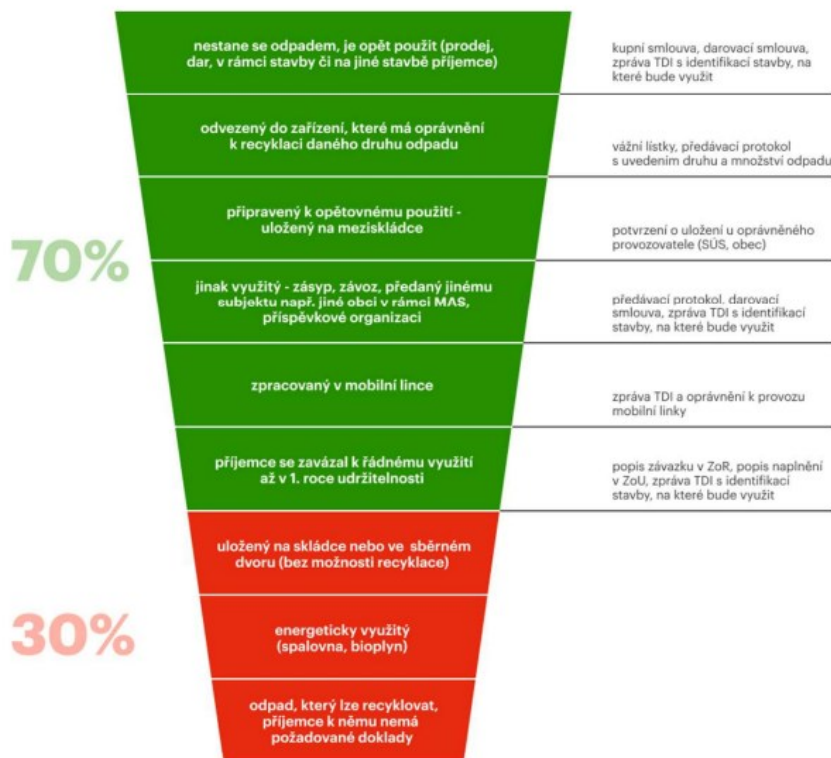 nestane se odpadem, je opět použit (prodej,
dar, v rámci stavby či na jiné stavbě příjemce)
kupní smlouva, darovací smlouva,
zpráva TDI s identifikací stavby, na
které bude využit
odvezený do zařízení, které má oprávnění
k recyklaci daného druhu odpadu
vážní lístky, předávací protokol
s uvedením druhu a množství odpadu
70%
připravený k opětovnému použití -
uložený na meziskládce
potvrzení o uložení u oprávněného
provozovatele (SÚS, obec)
jinak využitý - zásyp, závoz, předaný jinému
subjektu např. jiné obci v rámci MAS,
příspěvkové organizaci
předávací protokol, darovací
smlouva, zpráva TDI s identifikací
stavby, na které bude využit
zpracovaný v mobilní lince
zpráva TDI a oprávnění k provozu
mobilní linky
příjemce se zavázal k řádnému využití
až v 1. roce udržitelnosti
popis závazku v ZoR, popis naplnění
v ZoU, zpráva TDI s identifikací
stavby, na které bude využit
uložený na skládce nebo ve sběrném
dvoru (bez možnosti recyklace)
30%
energeticky využitý
(spalovna, bioplyn)
odpad, který lze recyklovat,
příjemce k němu nemá
požadované doklady